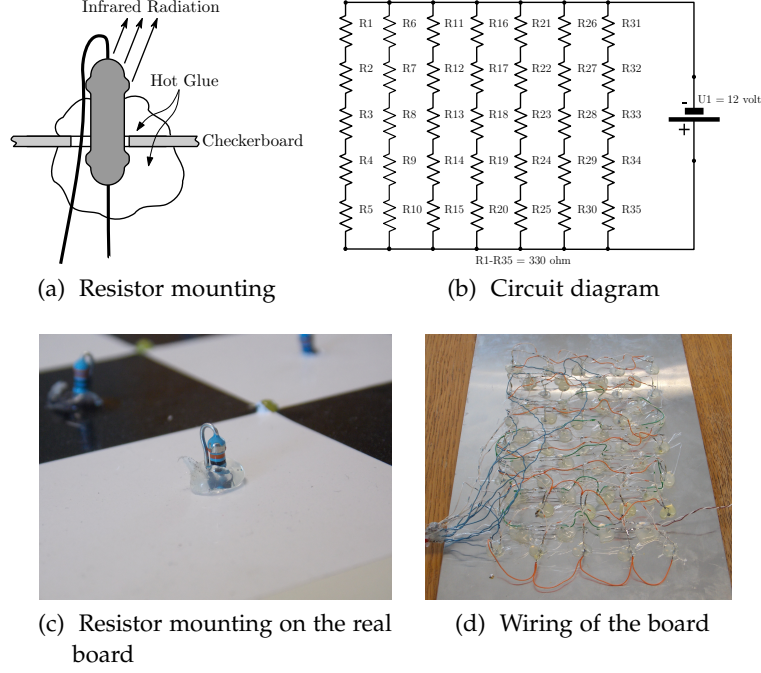 Infrared Radiation
Hot Glue
Checkerboard
(a) Resistor mounting
R1 R6 R11 R16 R21 R26 R31
R2 R7 R12 R17 R22 R27 R32
R3 R8 R13 R18 R23 R28 R33
R4 R9 R14 R19 R24 R29 R34
R5 R10 R15 R20 R25 R30 R35
-
U1 = 12 volt
+
R1-R35 = 330 ohm
(b) Circuit diagram
(c) Resistor mounting on the real
board
(d) Wiring of the board